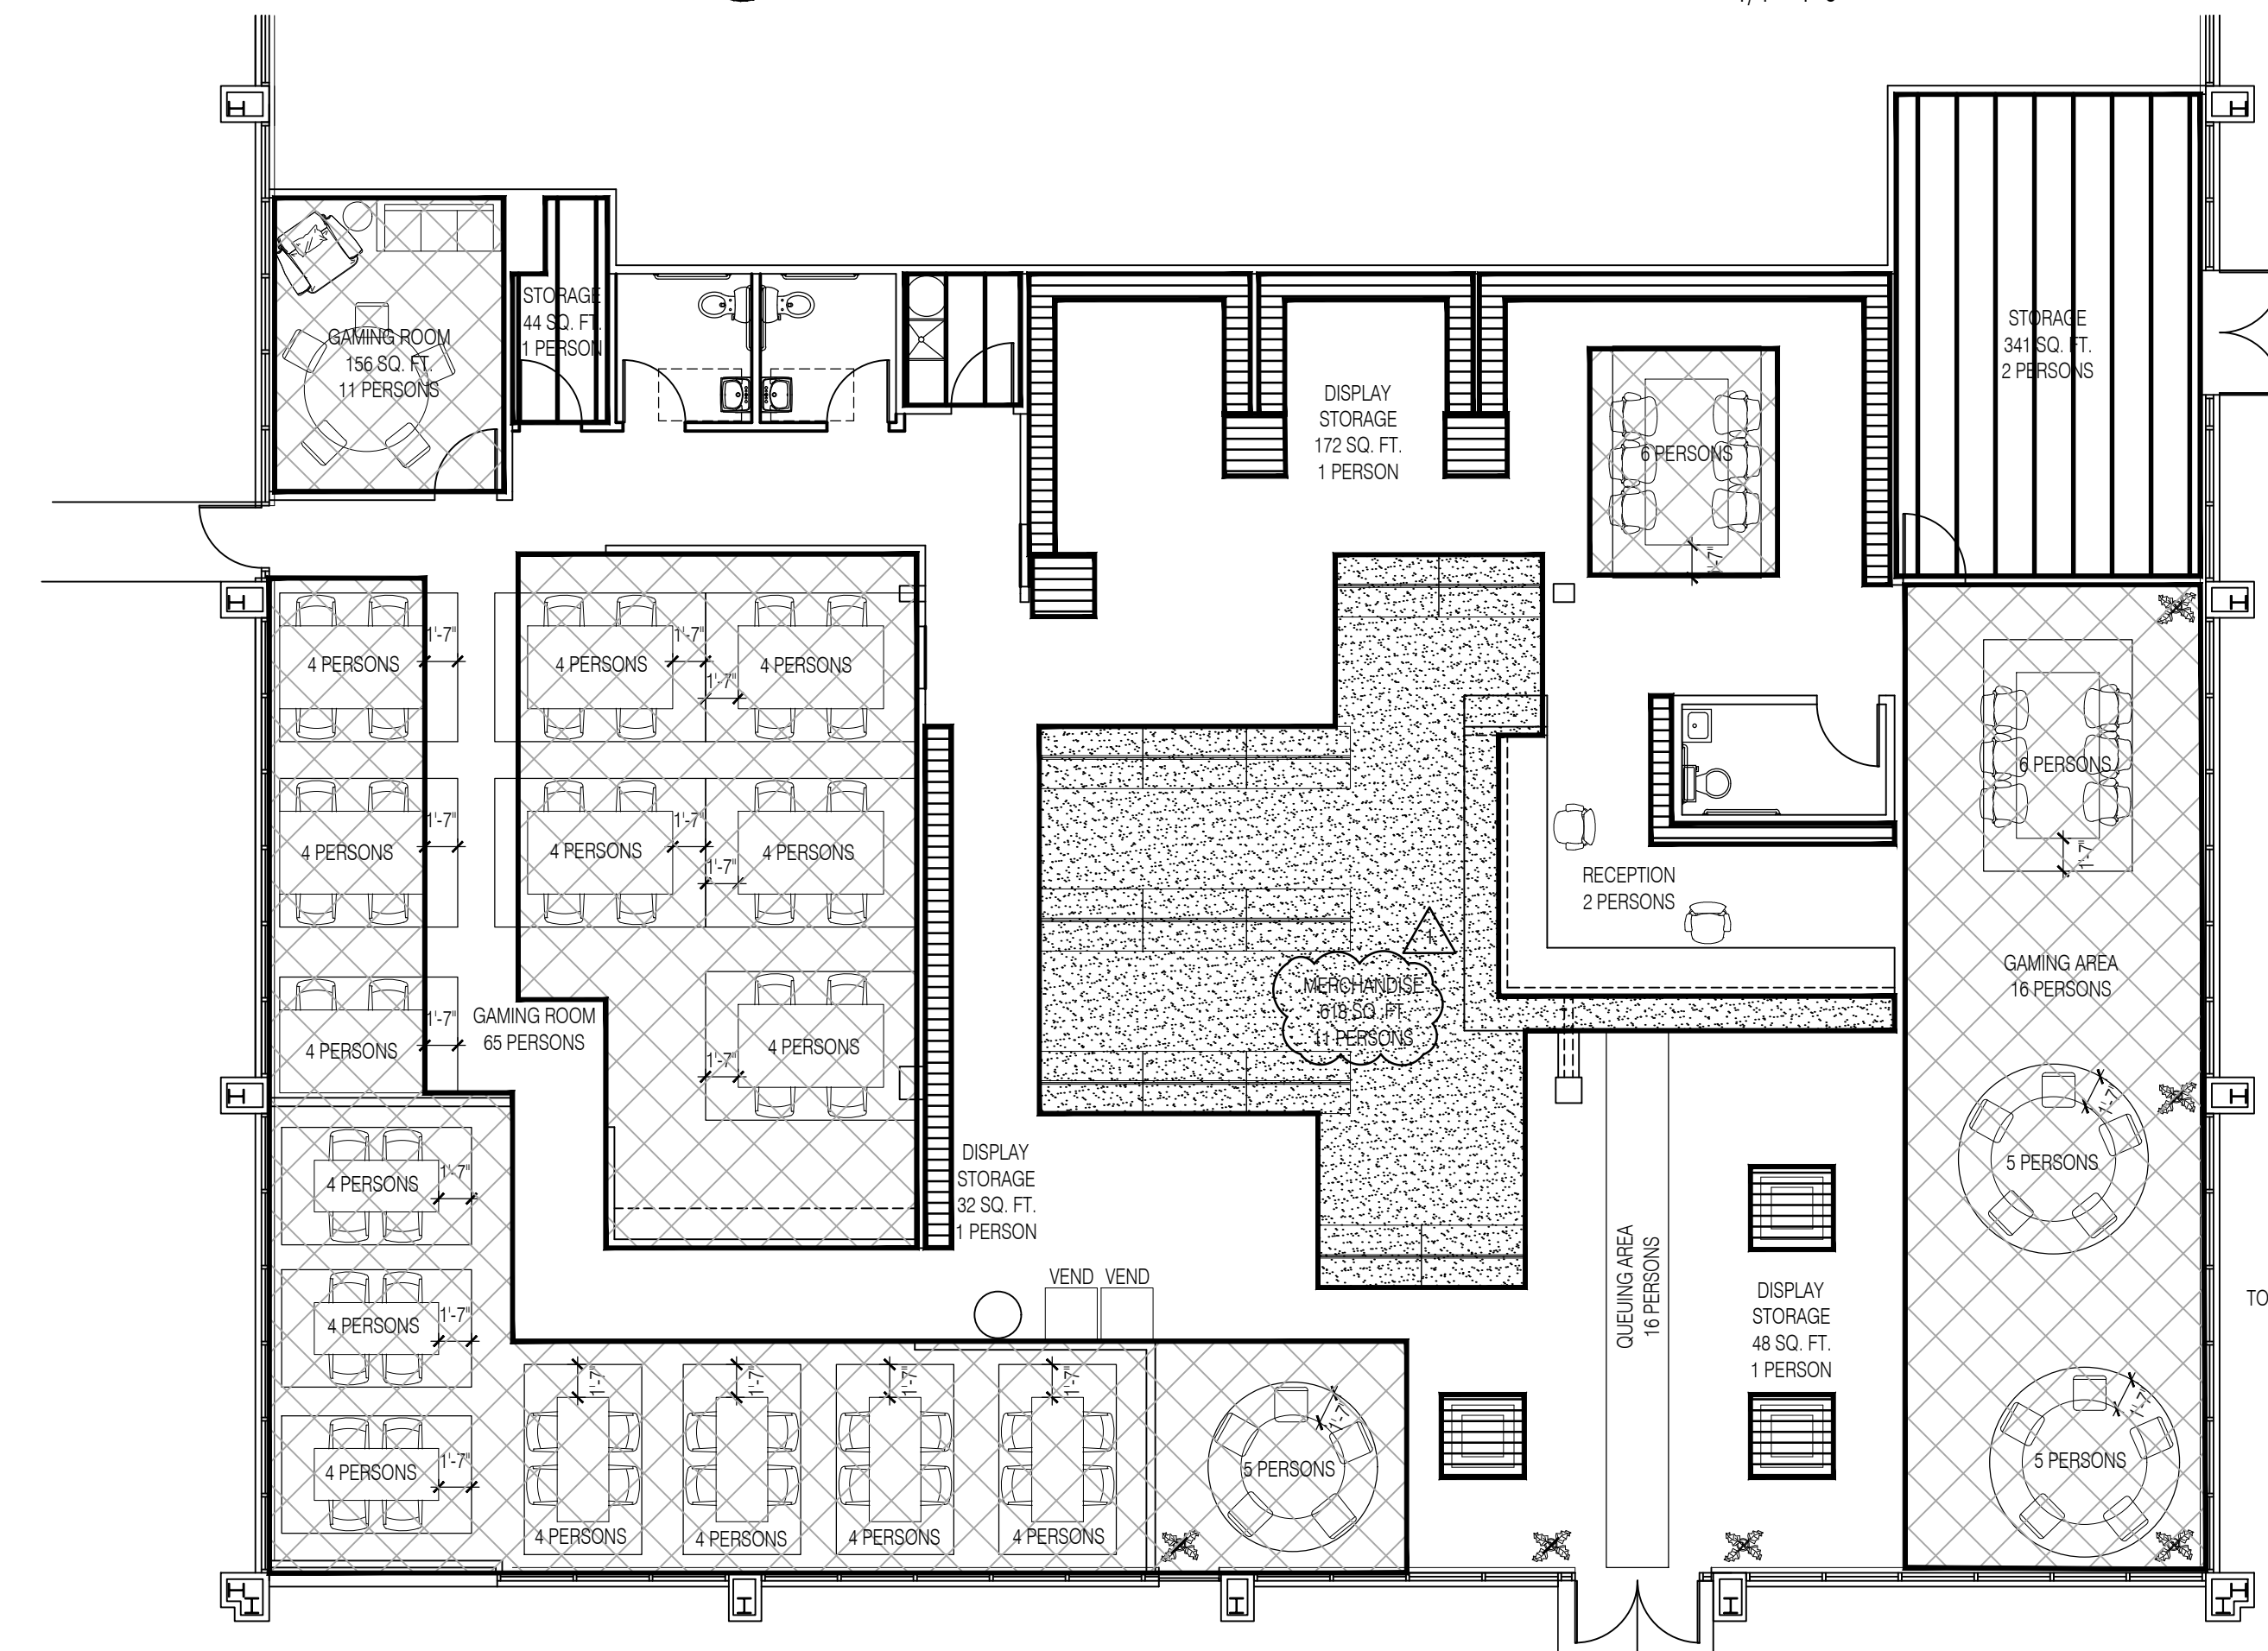 GAMING ROOM
156 SQ. FT.
11 PERSONS
STORAGE
44 SQ. FT.
1 PERSON
DISPLAY
STORAGE
172 SQ. FT.
1 PERSON
6 PERSONS
1'-7"
STORAGE
341 SQ. FT.
2 PERSONS
4 PERSONS
1'-7"
4 PERSONS
1'-7"
4 PERSONS
1'-7"
4 PERSONS
1'-7"
4 PERSONS
1'-7"
4 PERSONS
1'-7"
4 PERSONS
1'-7"
4 PERSONS
1'-7"
GAMING ROOM
65 PERSONS
4 PERSONS
1'-7"
RECEPTION
2 PERSONS
1
MERCHANDISE
618 SQ. FT.
11 PERSONS
6 PERSONS
1'-7"
GAMING AREA
16 PERSONS
5 PERSONS
1'-7"
5 PERSONS
1'-7"
4 PERSONS
1'-7"
4 PERSONS
1'-7"
DISPLAY
STORAGE
32 SQ. FT.
1 PERSON
VEND
VEND
QUEUING AREA
16 PERSONS
DISPLAY
STORAGE
48 SQ. FT.
1 PERSON
TO
1'-7"
4 PERSONS
1'-7"
4 PERSONS
1'-7"
4 PERSONS
1'-7"
4 PERSONS
1'-7"
5 PERSONS